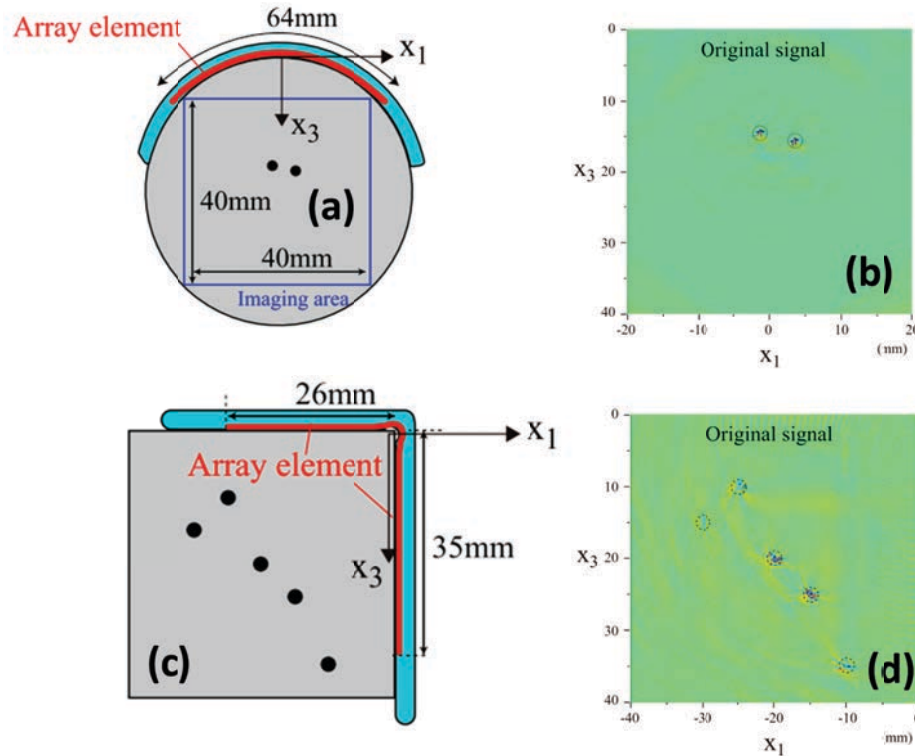 64mm
Array element
x1
x3
40mm
(a)
40mm
Imaging area
0
Original signal
10
x3
20
30
(b)
40
-20
-10
0
10
20
(mm)
x1
26mm
x1
Array element
x3
35mm
(c)
0
Original signal
10
x3
20
30
(d)
40
-40
-30
-20
-10
mm)
x1